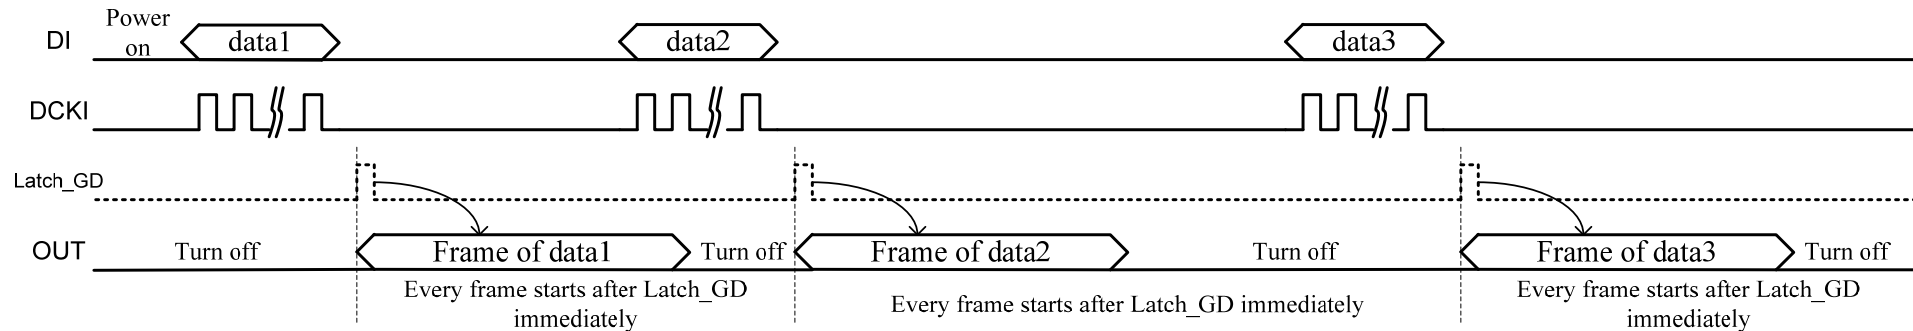 Power
on
DI
data1
data2
data3
DCKI
Latch_GD
OUT
Turn off
Frame of data1
Turn off
Frame of data2
Turn off
Frame of data3
Turn off
Every frame starts after Latch_GD
immediately
Every frame starts after Latch_GD immediately
Every frame starts after Latch_GD
immediately